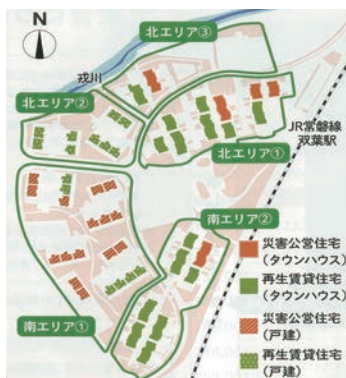 N
北エリア③
戎川
北エリア②
JR常磐線
双葉駅
北エリア①
南エリア②
災害公営住宅
(タウンハウス)
再生賃貸住宅
(タウンハウス)
災害公営住宅
(戸建)
再生賃貸住宅
(戸建)
南エリア①